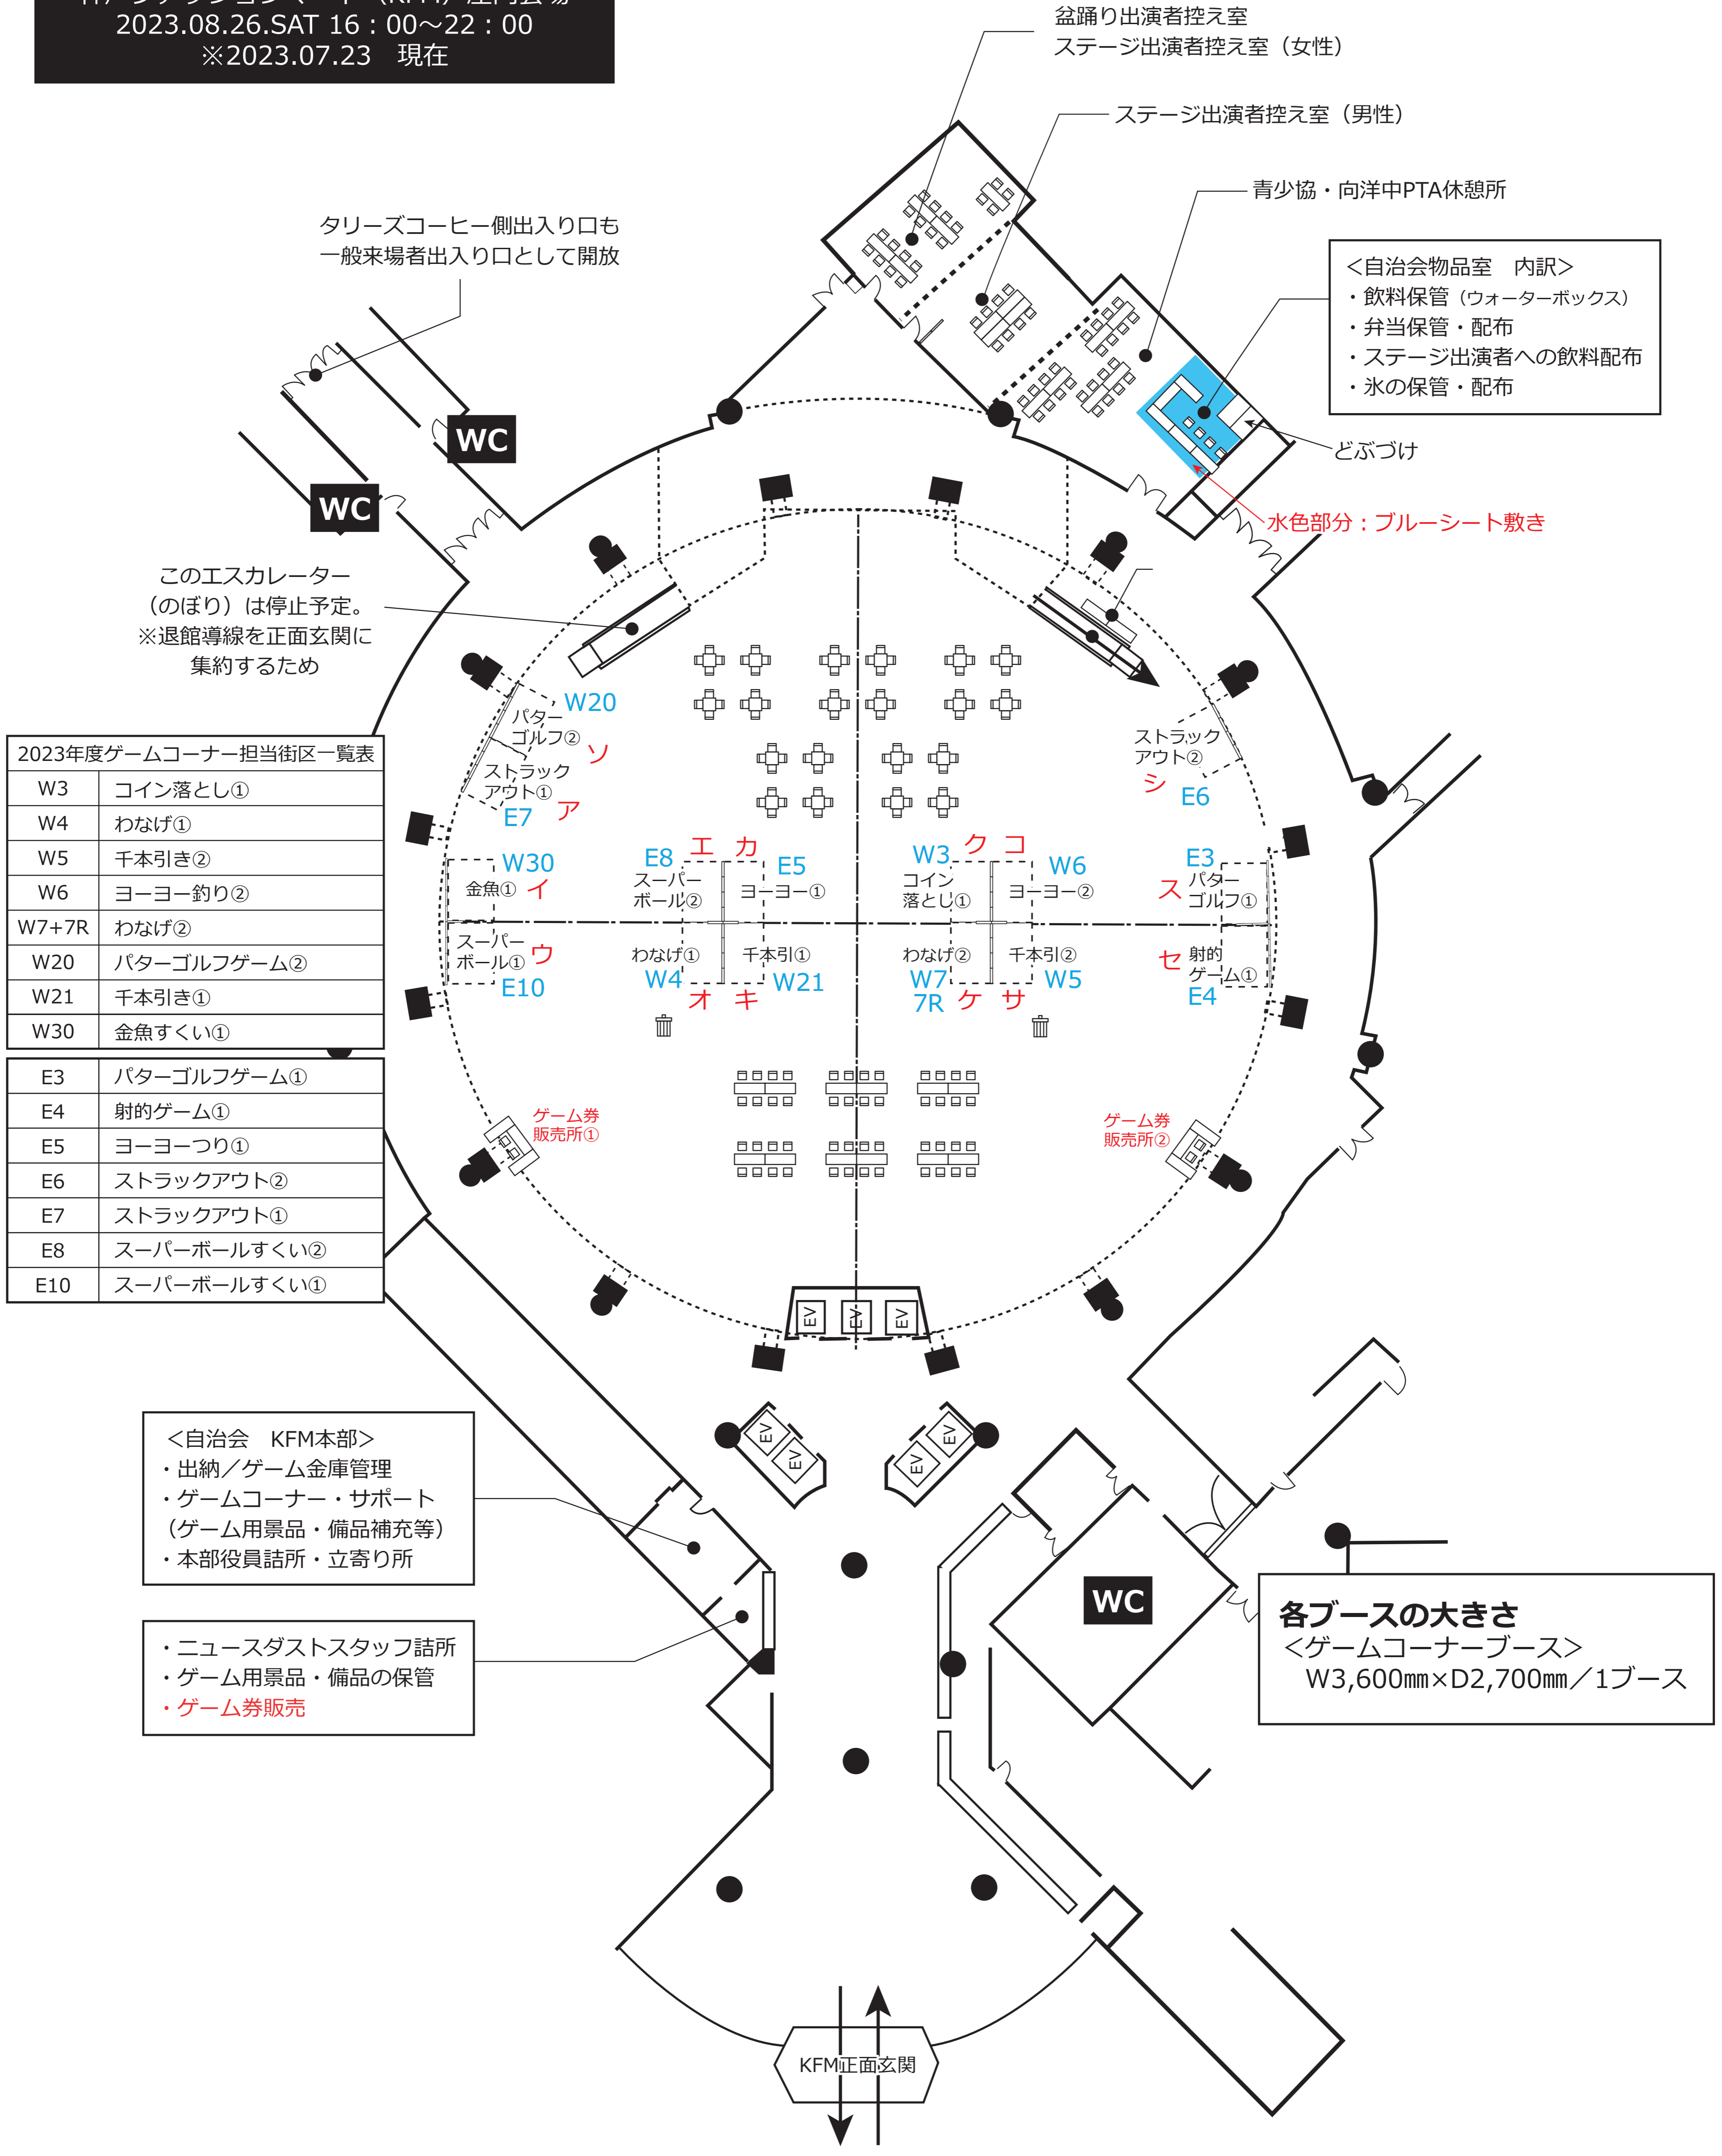 2023.08.26.SAT 16：00～22：00
※2023.07.23　現在
盆踊り出演者控え室
ステージ出演者控え室（女性）
ステージ出演者控え室（男性）
青少協・向洋中PTA休憩所
タリーズコーヒー側出入り口も
一般来場者出入り口として開放
＜自治会物品室　内訳＞
・飲料保管（ウォーターボックス）
・弁当保管・配布
・ステージ出演者への飲料配布
・氷の保管・配布
どぶづけ
水色部分：ブルーシート敷き
WC
WC
このエスカレーター
（のぼり）は停止予定。
※退館導線を正面玄関に
集約するため
W20
パター
ゴルフ②
ソ
ストラック
アウト①
ア
E7
ストラック
アウト②
シ
E6
2023年度ゲームコーナー担当街区一覧表
W3 コイン落とし①
W4 わなげ①
W5 千本引き②
W6 ヨーヨー釣り②
W7+7R わなげ②
W20 パターゴルフゲーム②
W21 千本引き①
W30 金魚すくい①
E3 パターゴルフゲーム①
E4 射的ゲーム①
E5 ヨーヨーつり①
E6 ストラックアウト②
E7 ストラックアウト①
E8 スーパーボールすくい②
E10 スーパーボールすくい①
W30
金魚①
イ
スーパー
ボール①
ウ
E10
エ
カ
E8
スーパー
ボール②
E5
ヨーヨー①
わなげ①
W4
オ
千本引①
W21
キ
ク
コ
W3
コイン
落とし①
W6
ヨーヨー②
わなげ②
W7
7R
ケ
千本引②
W5
サ
E3
ス
パター
ゴルフ①
セ
射的
ゲーム①
E4
ゲーム券
販売所①
ゲーム券
販売所②
EV
EV
EV
EV
EV
EV
EV
＜自治会　KFM本部＞
・出納／ゲーム金庫管理
・ゲームコーナー・サポート
（ゲーム用景品・備品補充等）
・本部役員詰所・立寄り所
・ニュースダストスタッフ詰所
・ゲーム用景品・備品の保管
・ゲーム券販売
WC
各ブースの大きさ
＜ゲームコーナーブース＞
W3,600㎜×D2,700㎜／1ブース
KFM正面玄関